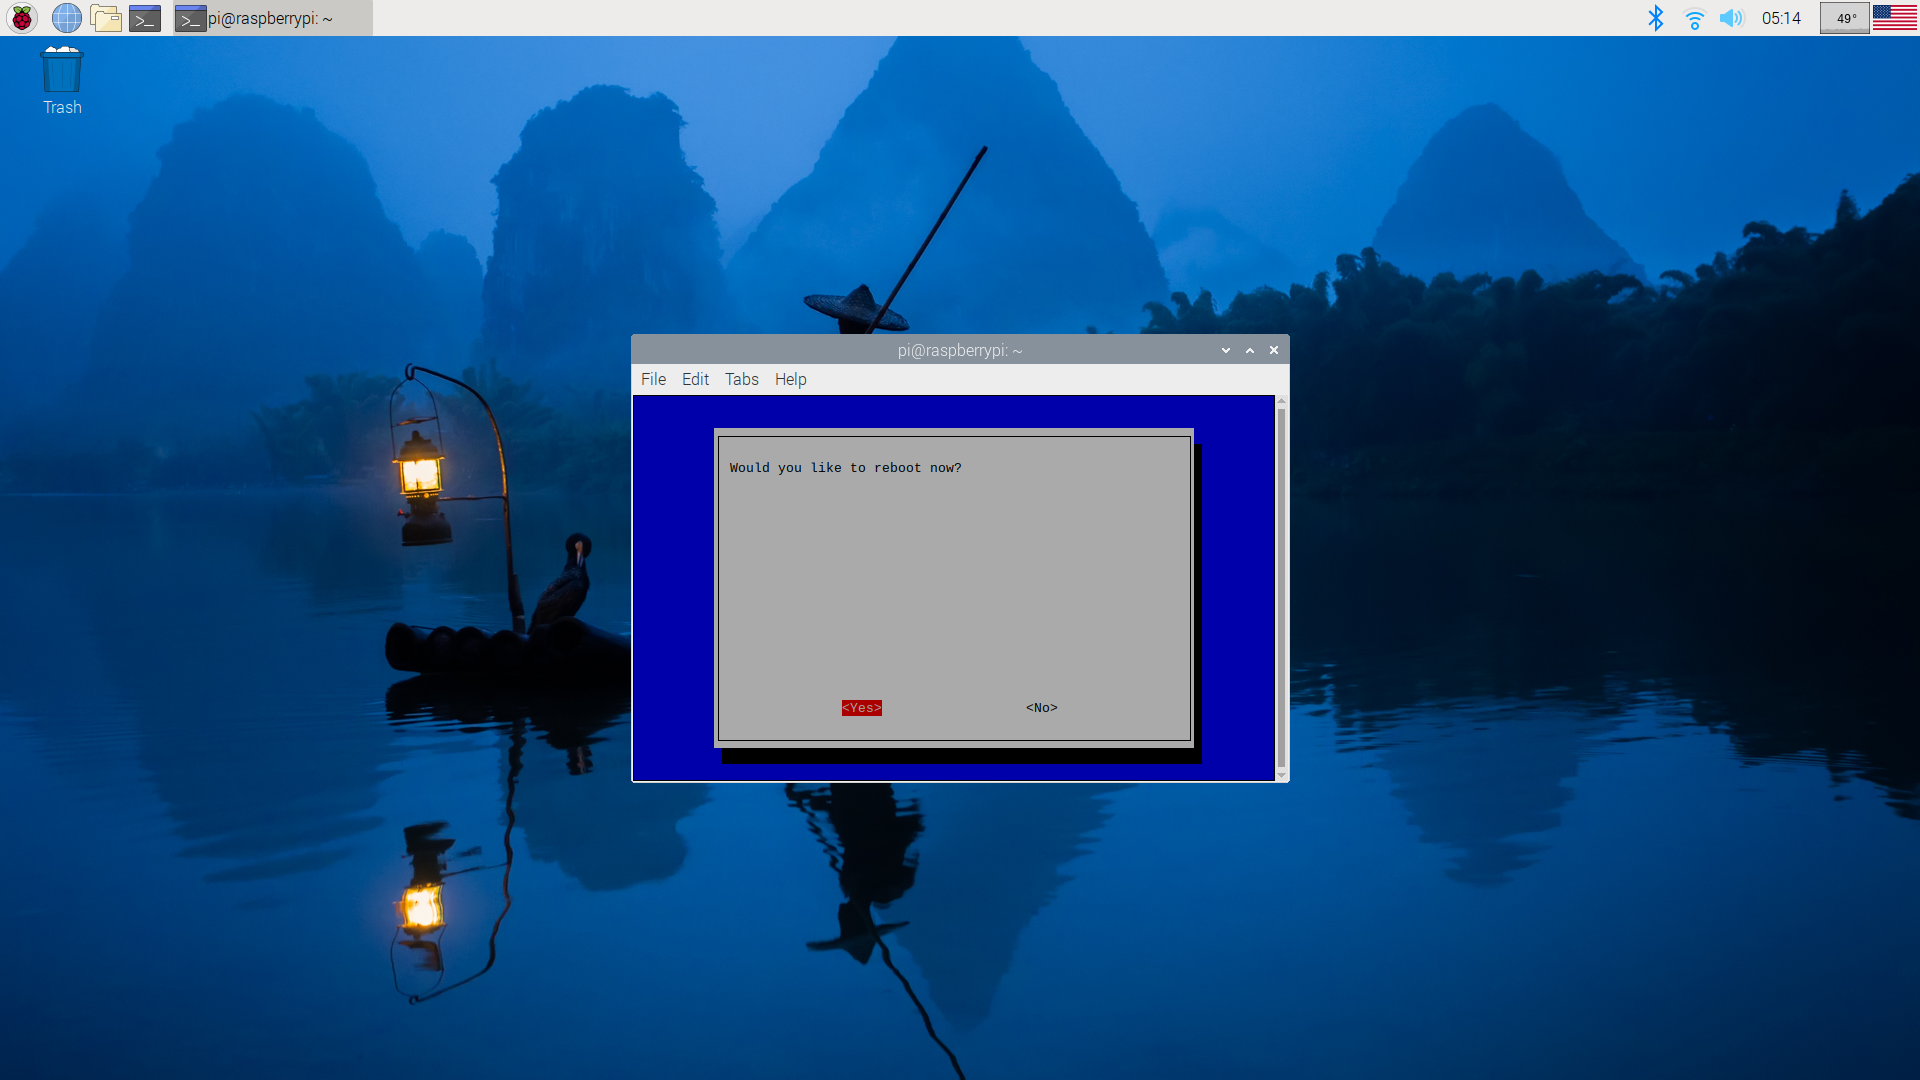 pi@raspberrypi: ~
05:14
49°
Trash
pi@raspberrypi: ~
File Edit Tabs Help
Would you like to reboot now?
<Yes> <No>